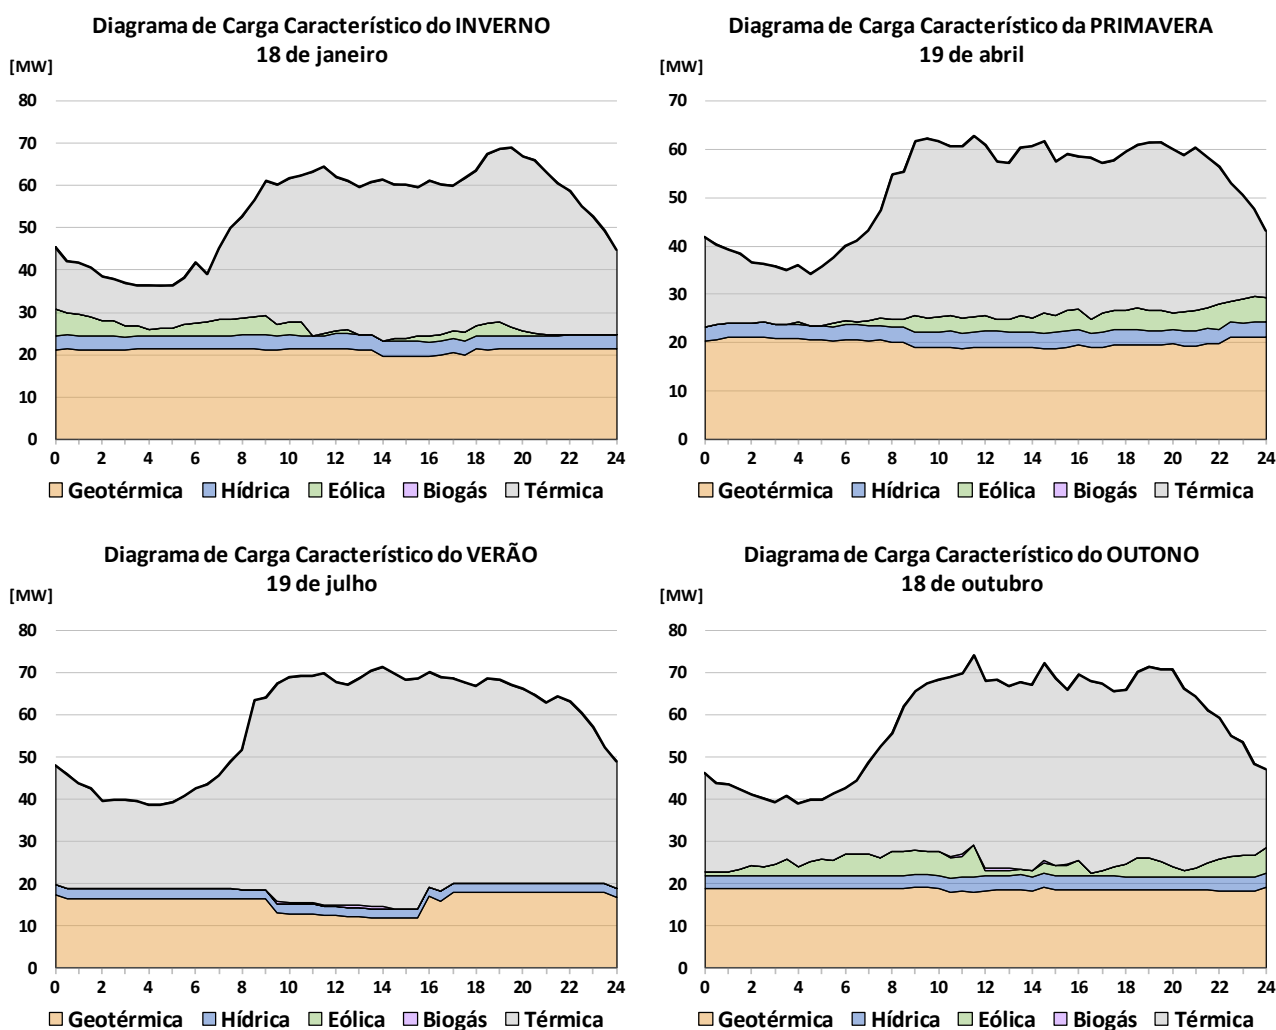 Diagrama de Carga Característico do INVERNO
18 de janeiro
[MW]
80
70
60
50
40
30
20
10
0
0 2 4 6 8 10 12 14 16 18 20 22 24
Geotérmica Hídrica Eólica Biogás Térmica
Diagrama de Carga Característico da PRIMAVERA
19 de abril
[MW]
70
60
50
40
30
20
10
0
0 2 4 6 8 10 12 14 16 18 20 22 24
Geotérmica Hídrica Eólica Biogás Térmica
Diagrama de Carga Característico do VERÃO
19 de julho
[MW]
80
70
60
50
40
30
20
10
0
0 2 4 6 8 10 12 14 16 18 20 22 24
Geotérmica Hídrica Eólica Biogás Térmica
Diagrama de Carga Característico do OUTONO
18 de outubro
[MW]
80
70
60
50
40
30
20
10
0
0 2 4 6 8 10 12 14 16 18 20 22 24
Geotérmica Hídrica Eólica Biogás Térmica